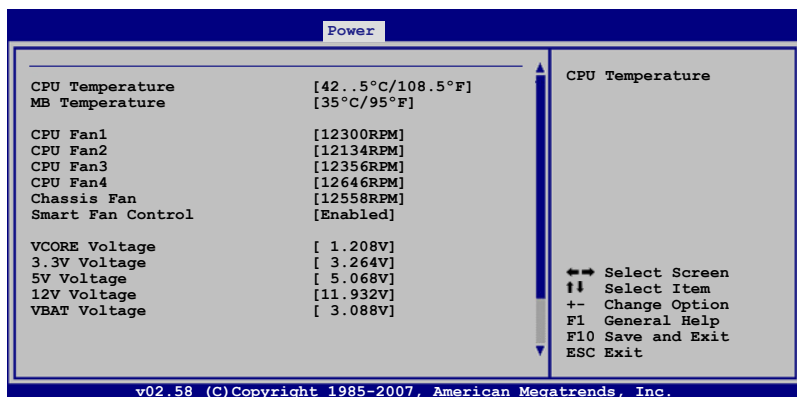 Power
CPU Temperature [42..5°C/108.5°F]
MB Temperature [35°C/95°F]
CPU Fan1 [12300RPM]
CPU Fan2 [12134RPM]
CPU Fan3 [12356RPM]
CPU Fan4 [12646RPM]
Chassis Fan [12558RPM]
Smart Fan Control [Enabled]
VCORE Voltage [ 1.208V]
3.3V Voltage [ 3.264V]
5V Voltage [ 5.068V]
12V Voltage [11.932V]
VBAT Voltage [ 3.088V]
CPU Temperature
←→ Select Screen
↑↓ Select Item
+- Change Option
F1 General Help
F10 Save and Exit
ESC Exit
v02.58 (C)Copyright 1985-2007, American Megatrends, Inc.